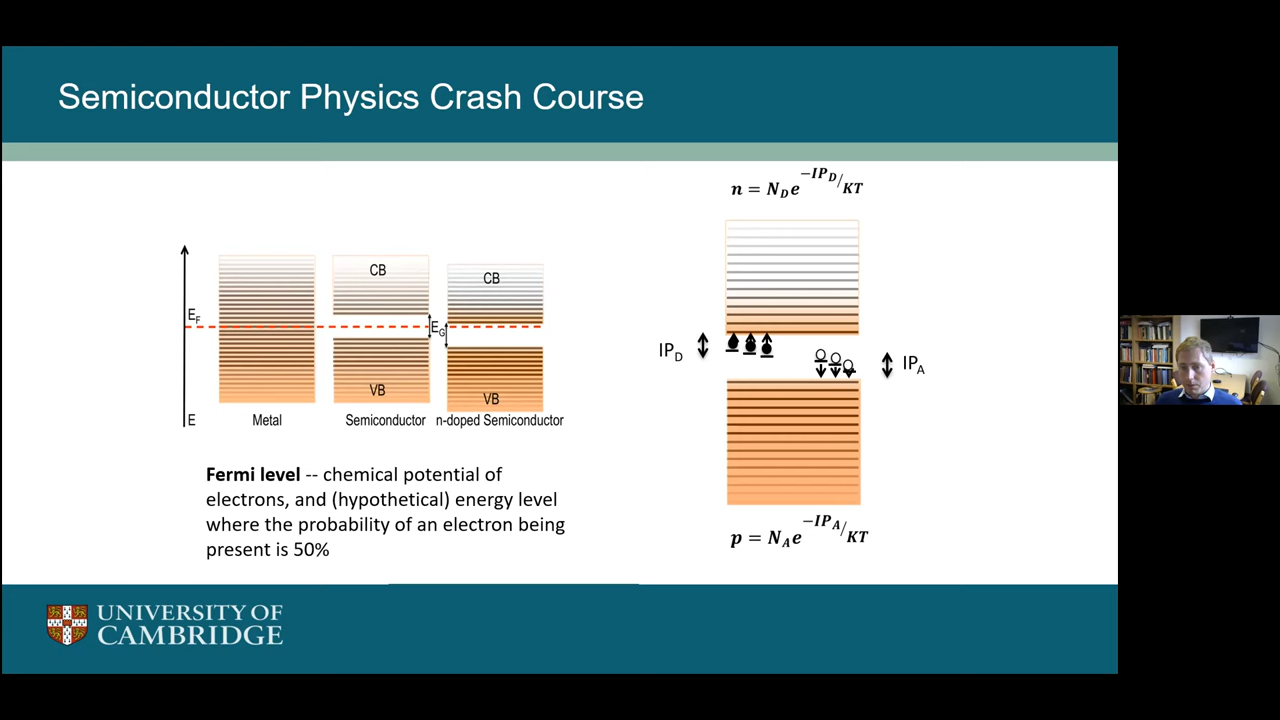 Semiconductor Physics Crash Course
n = N_D e^{-IP_D/KT}
CB
CB
E_F
E_G
VB
VB
E
Metal
Semiconductor
n-doped Semiconductor
Fermi level -- chemical potential of
electrons, and (hypothetical) energy level
where the probability of an electron being
present is 50%
IP_D
IP_A
p = N_A e^{-IP_A/KT}
UNIVERSITY OF
CAMBRIDGE